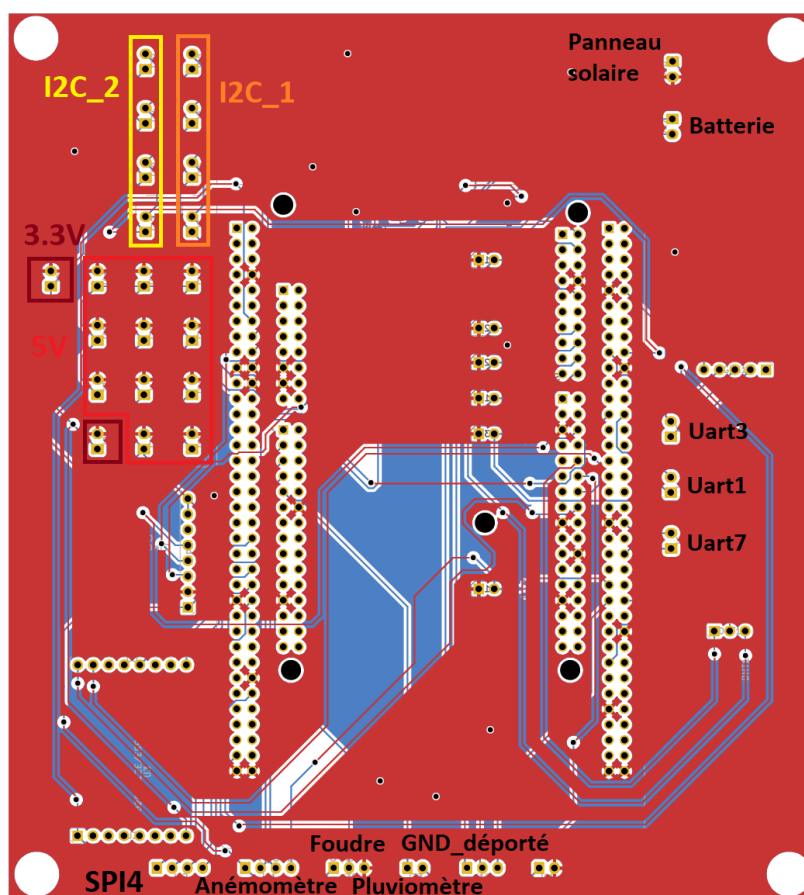 Panneau
solaire
I2C_2
I2C_1
Batterie
3.3V
5V
Uart3
Uart1
Uart7
Foudre GND_déporté
SPI4
Anémomètre Pluviomètre